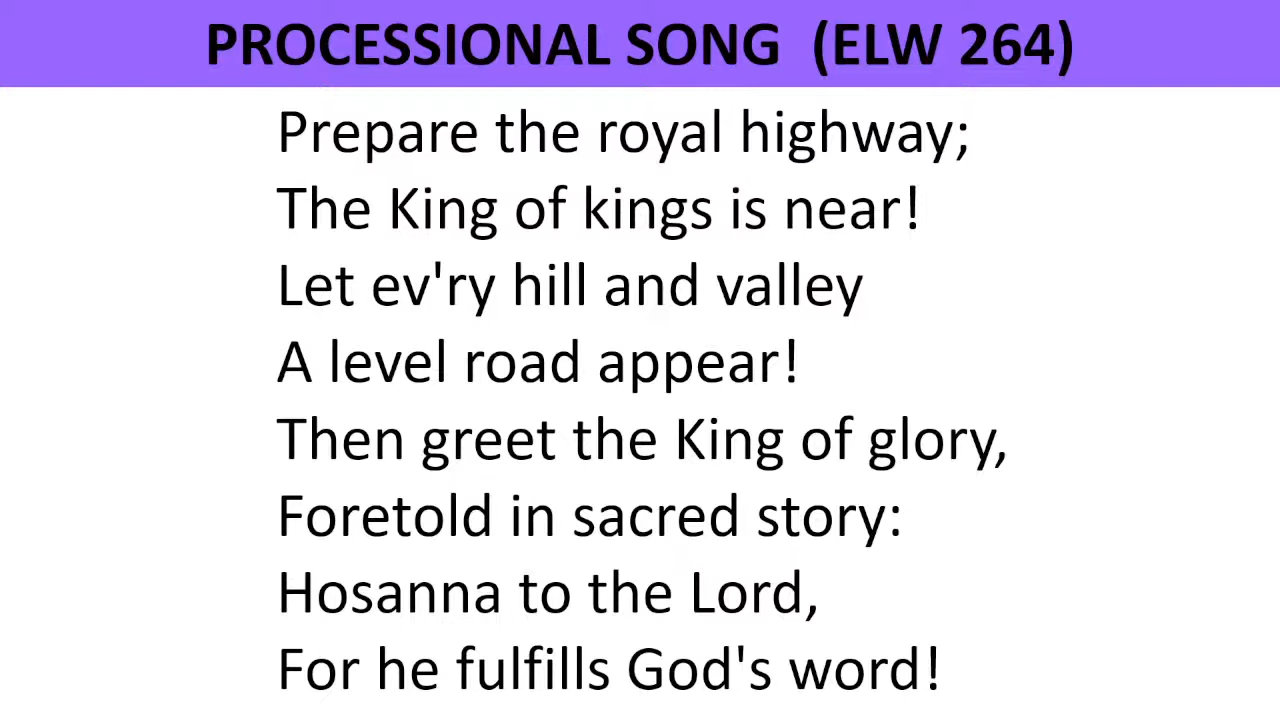 PROCESSIONAL SONG (ELW 264)
Prepare the royal highway;
The King of kings is near!
Let ev'ry hill and valley
A level road appear!
Then greet the King of glory,
Foretold in sacred story:
Hosanna to the Lord,
For he fulfills God's word!